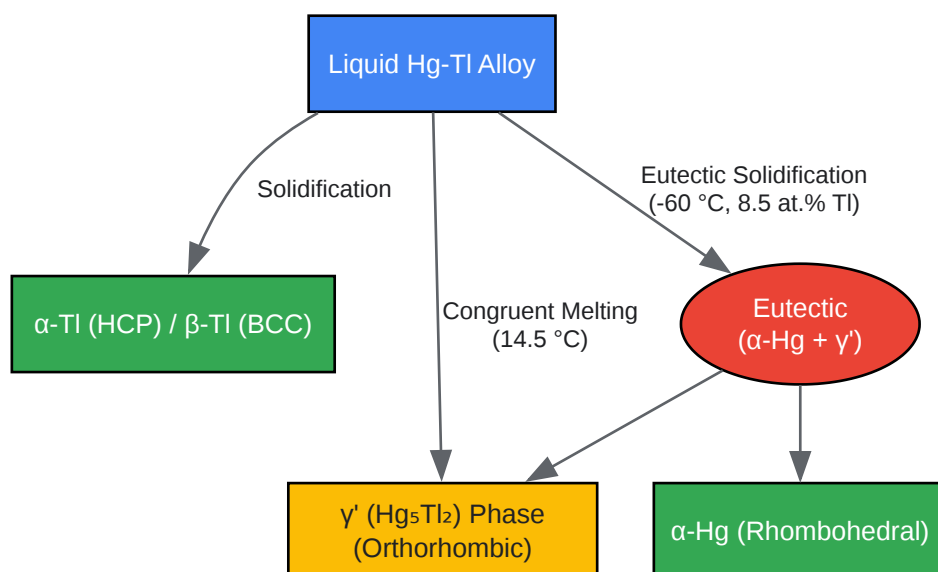 Liquid Hg-Tl Alloy
Solidification
Eutectic Solidification
(-60 °C, 8.5 at.% Tl)
α-Tl (HCP) / β-Tl (BCC)
Congruent Melting
(14.5 °C)
Eutectic
(α-Hg + γ')
γ' (Hg₅Tl₂) Phase
(Orthorhombic)
α-Hg (Rhombohedral)